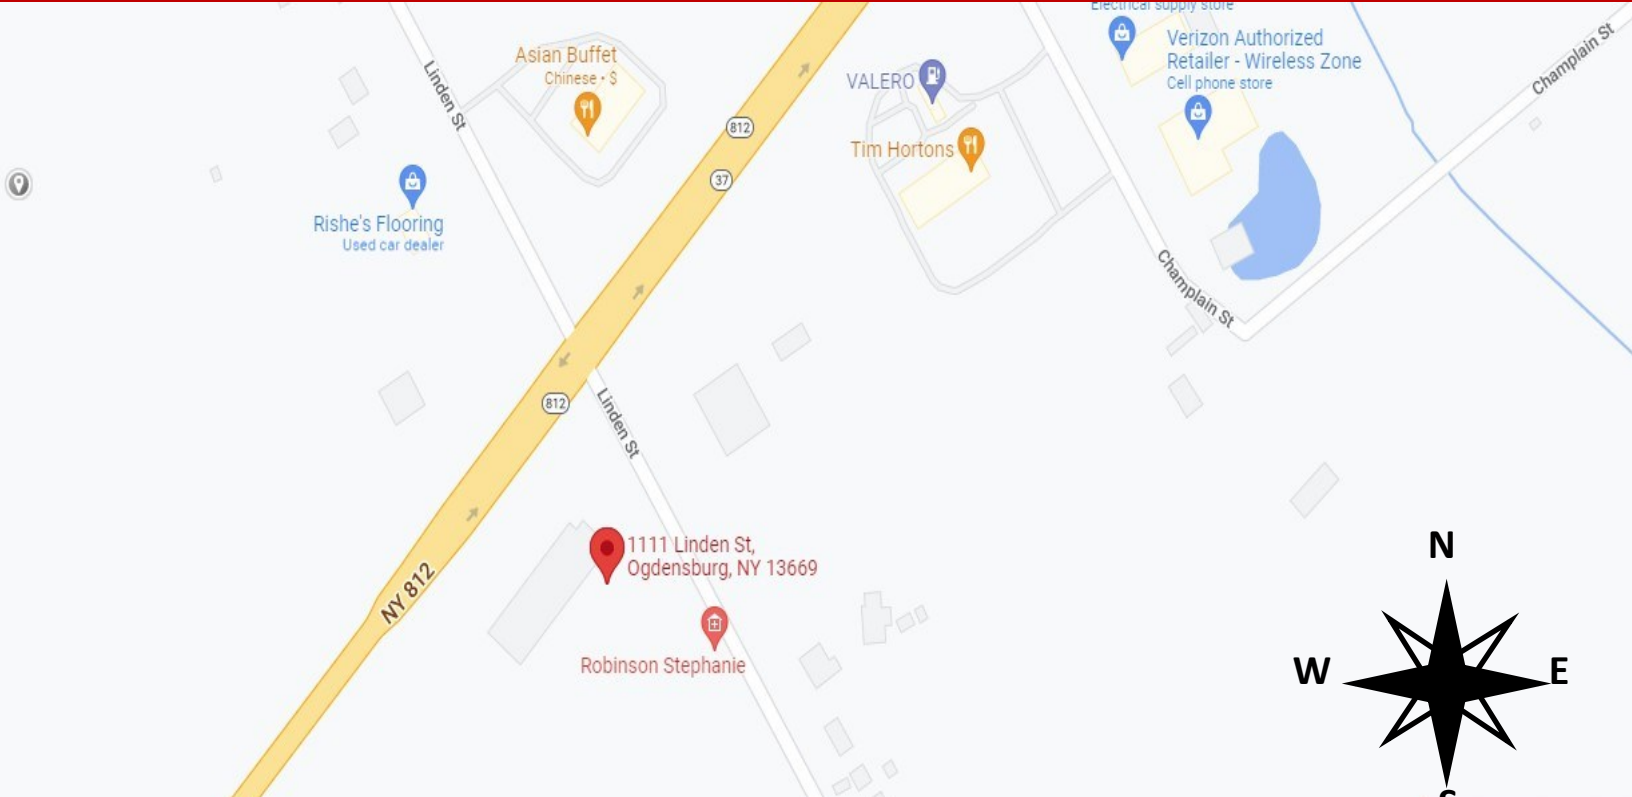 Electrical supply store
Verizon Authorized
Retailer - Wireless Zone
Cell phone store
Champlain St
Asian Buffet
Chinese • $
Linden St
VALERO
812
Tim Hortons
37
Rishe's Flooring
Used car dealer
Champlain St
812
Linden St
1111 Linden St,
Ogdensburg, NY 13669
NY 812
Robinson Stephanie
N
W
E
S